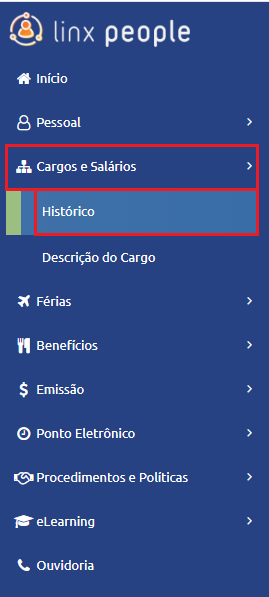 linx people
Início
Pessoal
Cargos e Salários
Histórico
Descrição do Cargo
Férias
Benefícios
Emissão
Ponto Eletrônico
Procedimentos e Políticas
eLearning
Ouvidoria